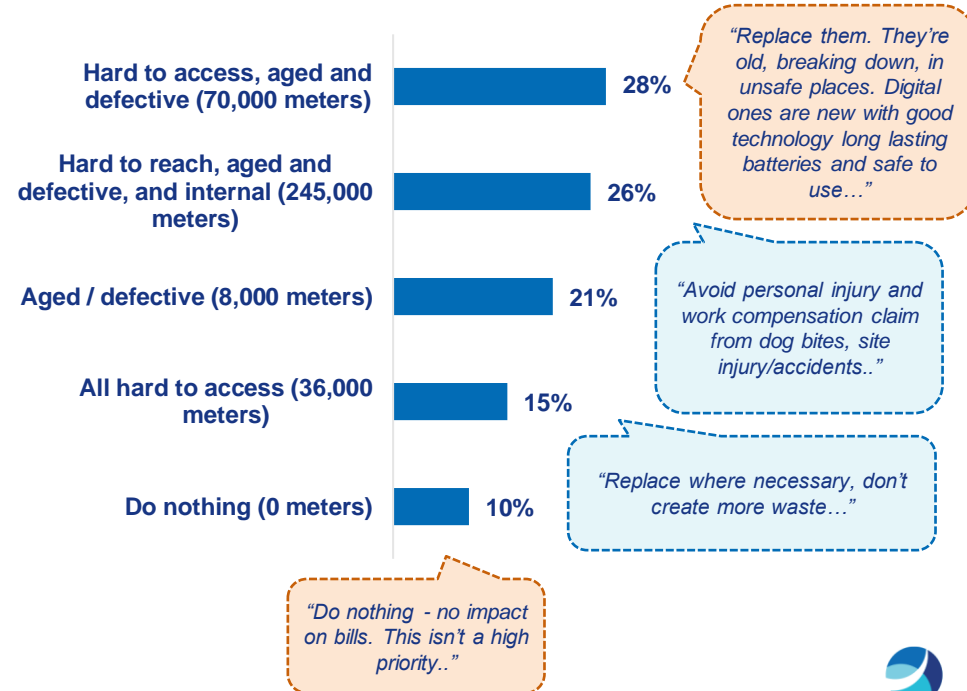 Hard to access, aged and
defective (70,000 meters)
28%
“Replace them. They’re
old, breaking down, in
unsafe places. Digital
ones are new with good
technology long lasting
batteries and safe to
use…”
Hard to reach, aged and
defective, and internal (245,000
meters)
26%
“Avoid personal injury and
work compensation claim
from dog bites, site
injury/accidents..”
Aged / defective (8,000 meters)
21%
All hard to access (36,000
meters)
15%
“Replace where necessary, don’t
create more waste…”
Do nothing (0 meters)
10%
“Do nothing - no impact
on bills. This isn’t a high
priority..”